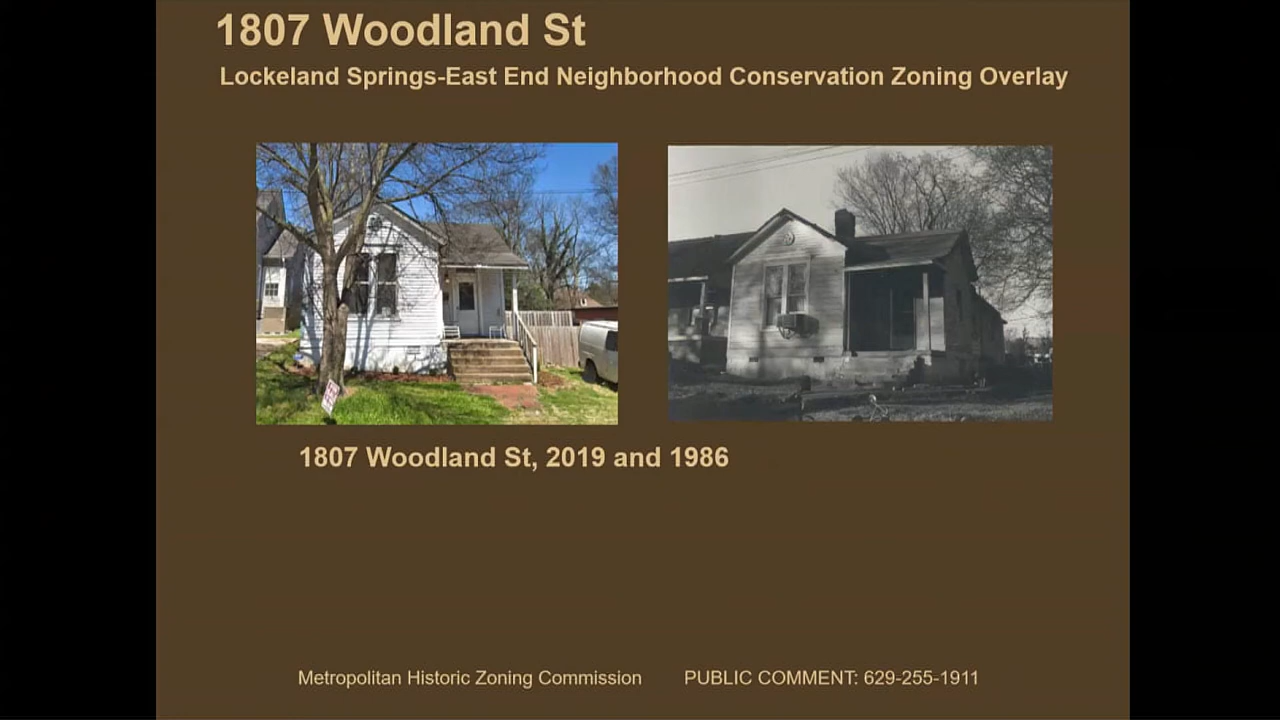 1807 Woodland St
Lockeland Springs-East End Neighborhood Conservation Zoning Overlay
1807 Woodland St, 2019 and 1986
Metropolitan Historic Zoning Commission PUBLIC COMMENT: 629-255-1911